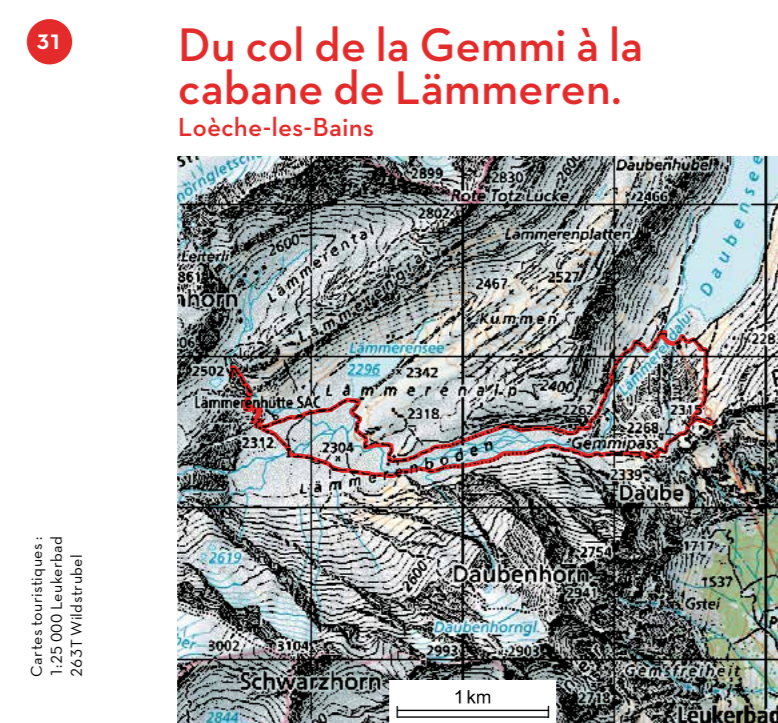 31
Du col de la Gemmi à la
cabane de Lämmeren.
Loèche-les-Bains
2899
2830
Daubenhubel
Rote Totz Lücke
2466
2802
Lämmerental
2600
Lämmerenplatten
Daubensee
Leiterli
Lämmerengrat
2467
2527
Kummen
Lämmerensee
2296
2342
2502
Lämmerenalp
2400
Lämmerendalu
Lämmerenhütte SAC
2318
2262
2268
2312
2304
Gemmipass
Lämmerenboden
2339
Daube
2619
2600
2754
1717
Daubenhorn
2941
1537
Gstei
Daubenhorngl.
3002
3104
2993
2903
Gemsfreiheit
Schwarzhorn
1 km
2844
Leukerbad
Cartes touristiques :
1:25 000 Leukerbad
263T Wildstrubel